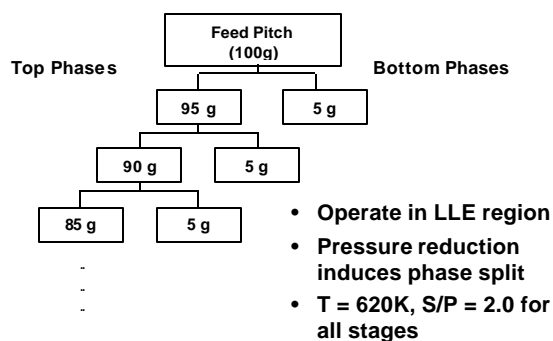 Feed Pitch
(100g)
Top Phases
Bottom Phases
95 g
5 g
90 g
5 g
85 g
5 g
• Operate in LLE region
• Pressure reduction
induces phase split
• T = 620K, S/P = 2.0 for
all stages